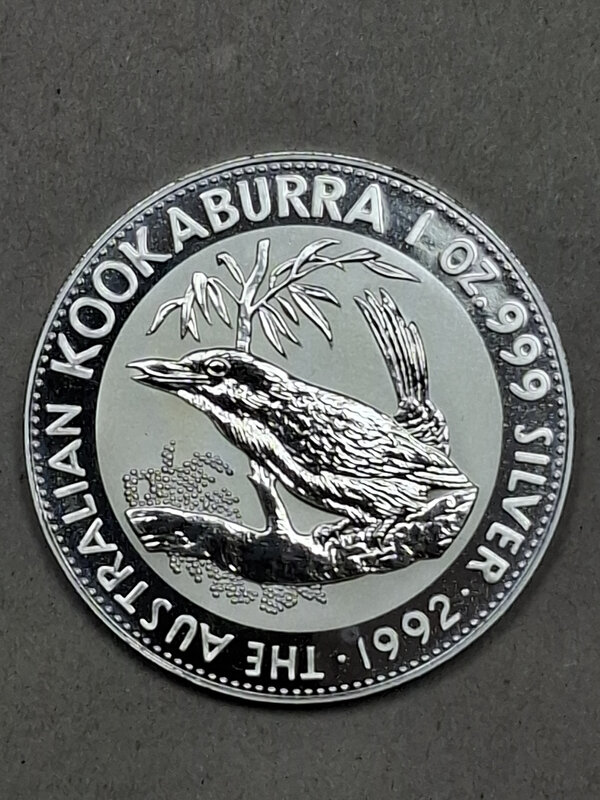 THE AUSTRALIAN KOOKABURRA 1 OZ. 999 SILVER · 1992 ·